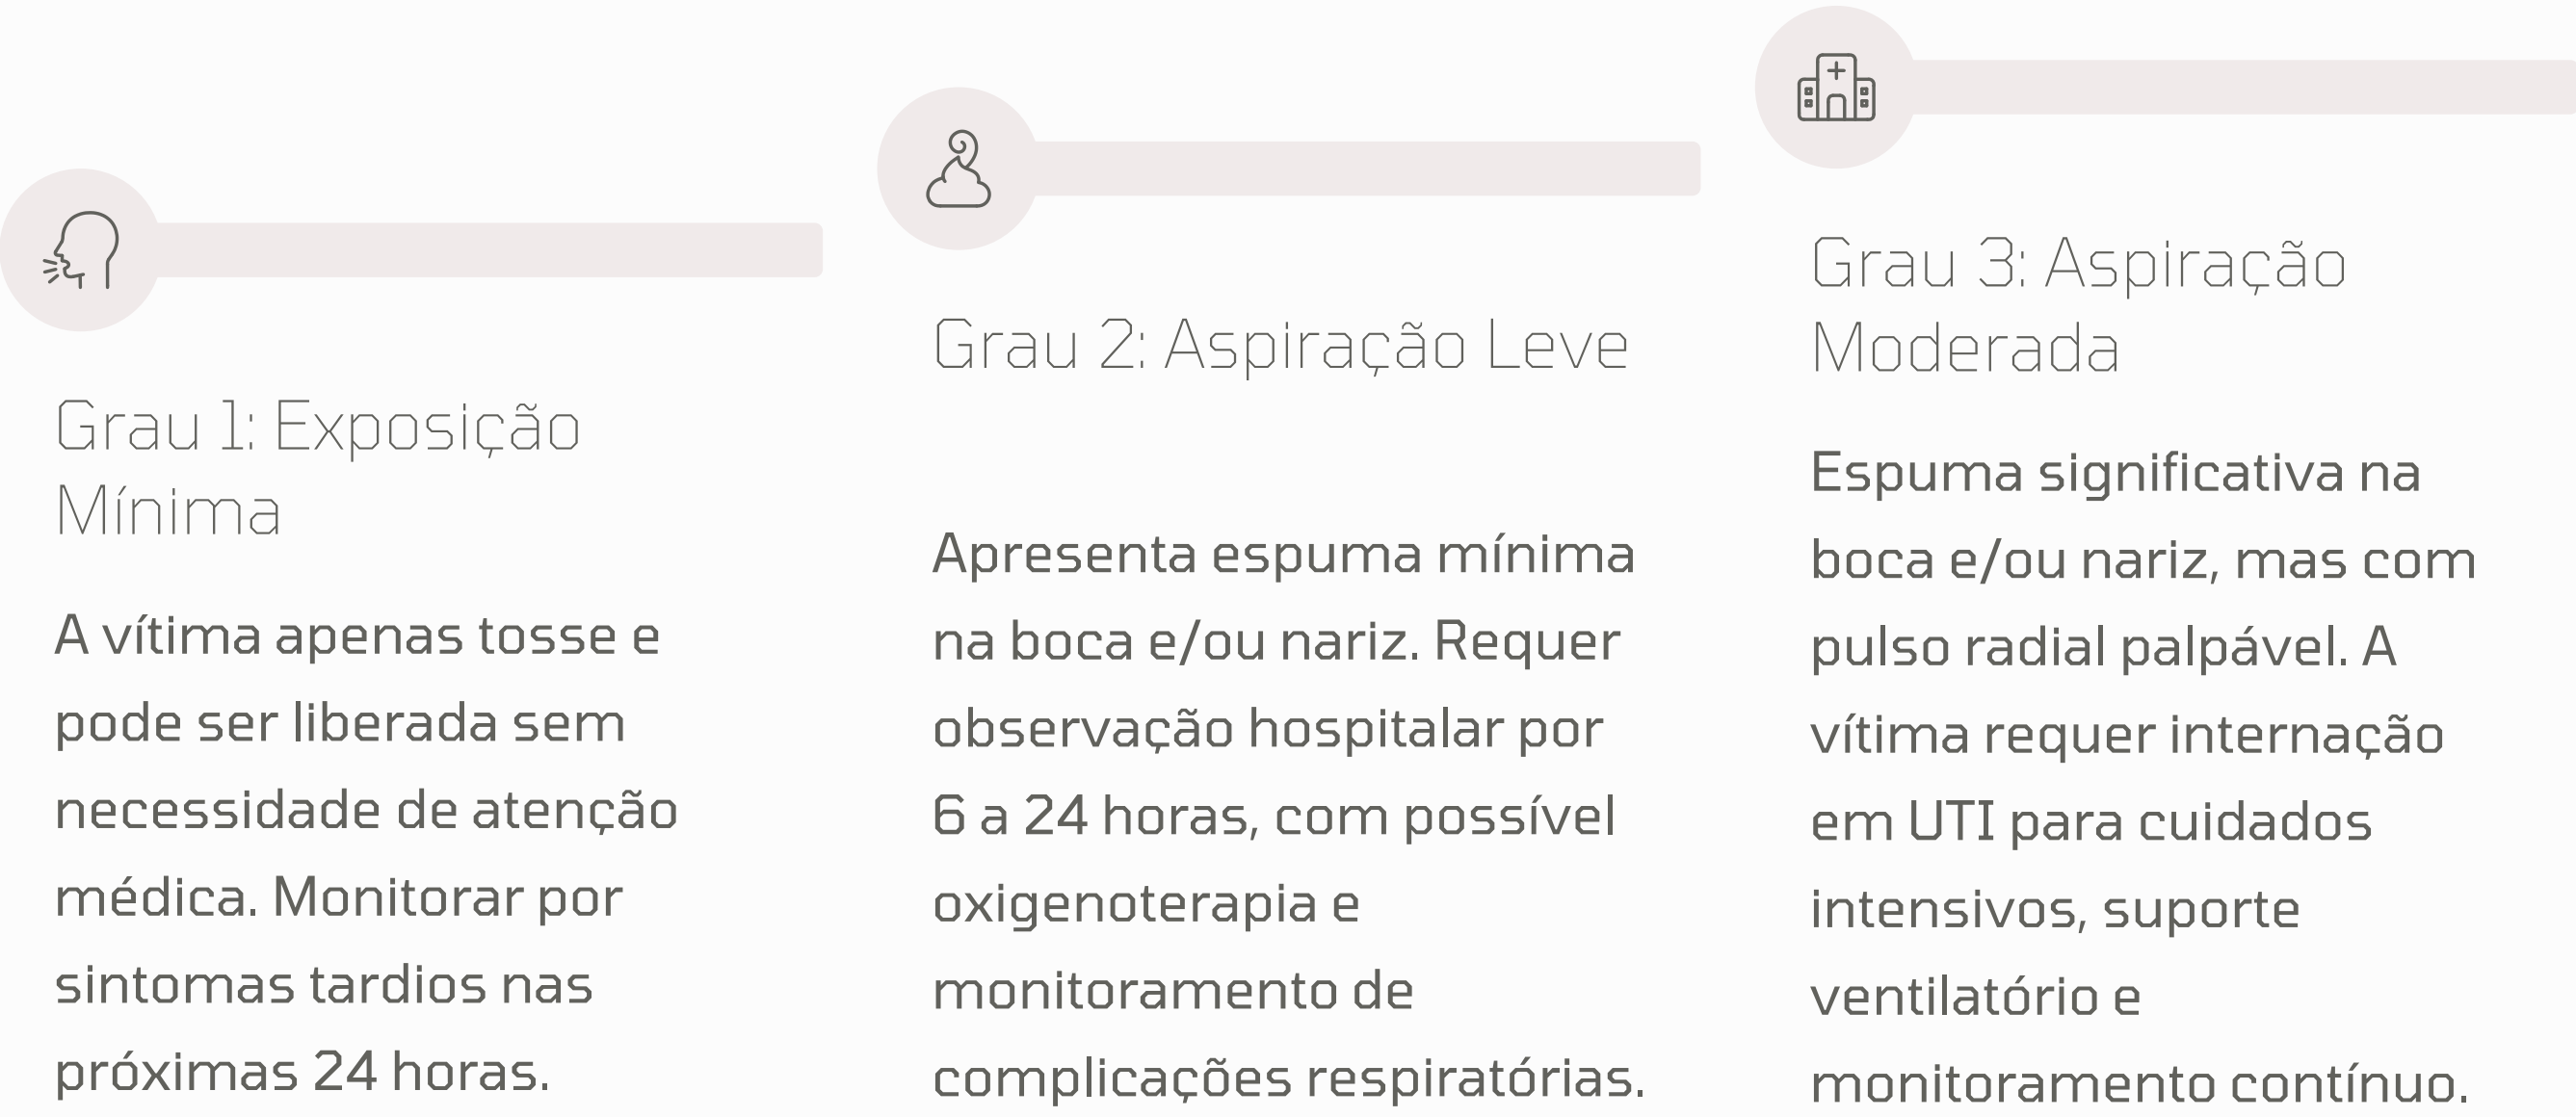 Grau 1: Exposição
Mínima
A vítima apenas tosse e
pode ser liberada sem
necessidade de atenção
médica. Monitorar por
sintomas tardios nas
próximas 24 horas.
Grau 2: Aspiração Leve
Apresenta espuma mínima
na boca e/ou nariz. Requer
observação hospitalar por
6 a 24 horas, com possível
oxigenoterapia e
monitoramento de
complicações respiratórias.
Grau 3: Aspiração
Moderada
Espuma significativa na
boca e/ou nariz, mas com
pulso radial palpável. A
vítima requer internação
em UTI para cuidados
intensivos, suporte
ventilatório e
monitoramento contínuo.